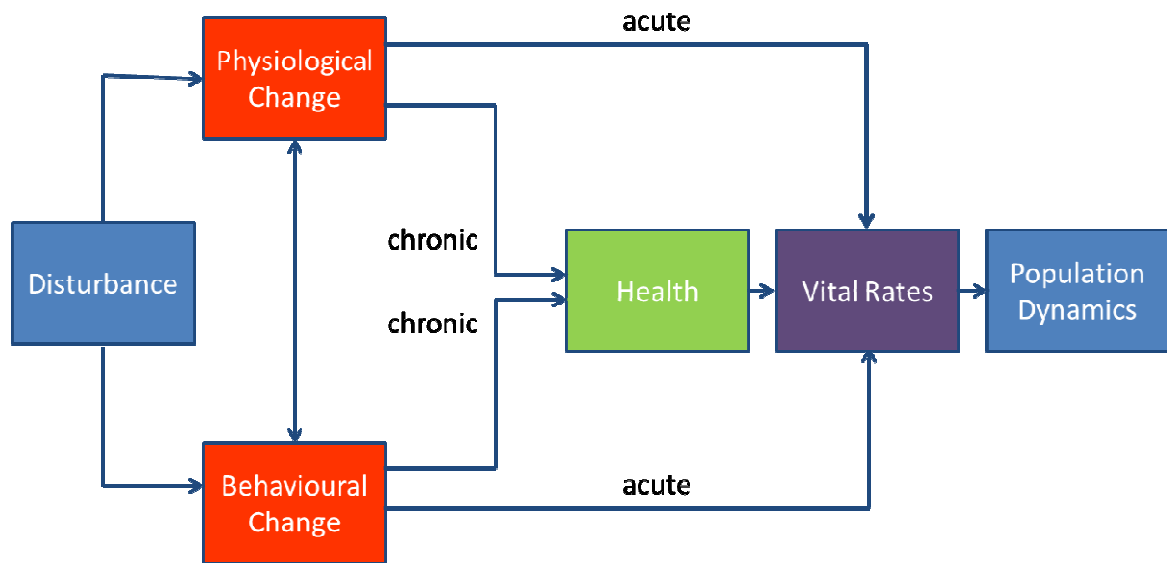 acute
Physiological
Change
chronic
Disturbance
Health
Vital Rates
Population
Dynamics
chronic
Behavioural
Change
acute